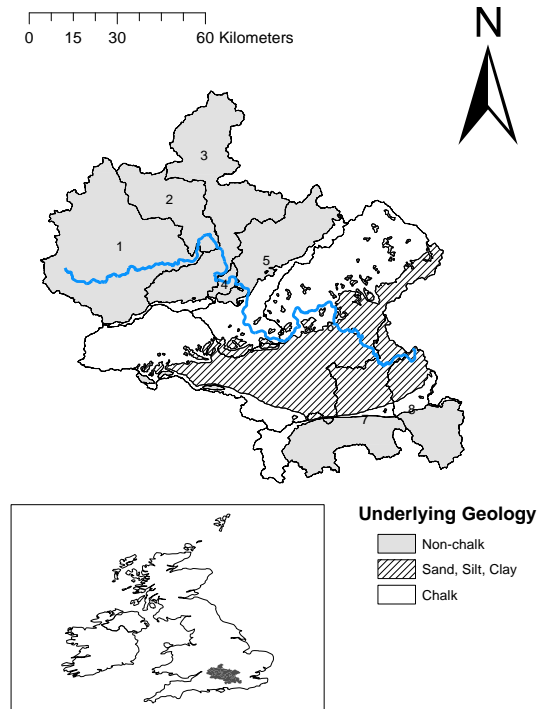 0 15 30 60 Kilometers
N
3
2
1
5
4
7
8
Underlying Geology
Non-chalk
Sand, Silt, Clay
Chalk